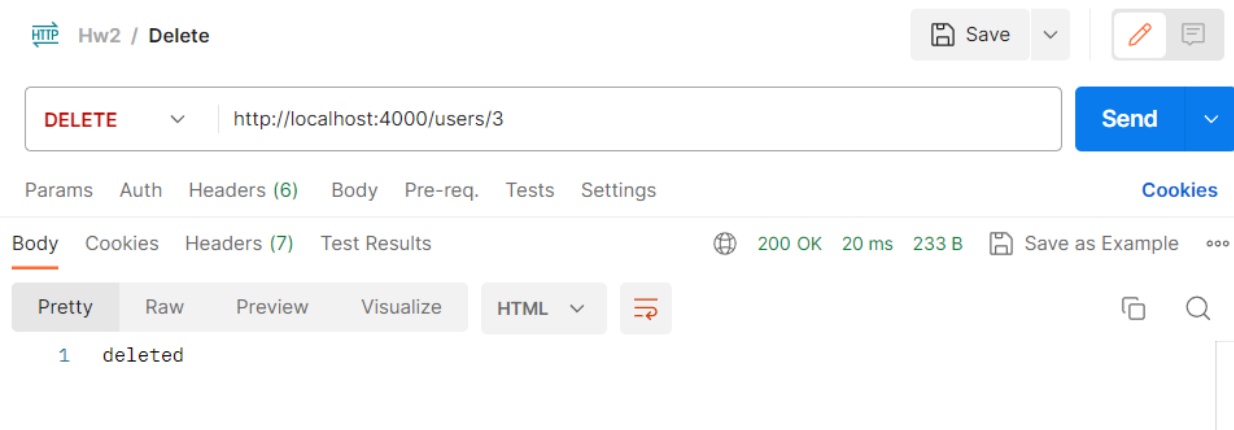 HTTP Hw2 / Delete Save
DELETE http://localhost:4000/users/3 Send
Params Auth Headers (6) Body Pre-req. Tests Settings Cookies
Body Cookies Headers (7) Test Results 200 OK 20 ms 233 B Save as Example
Pretty Raw Preview Visualize HTML
1 deleted